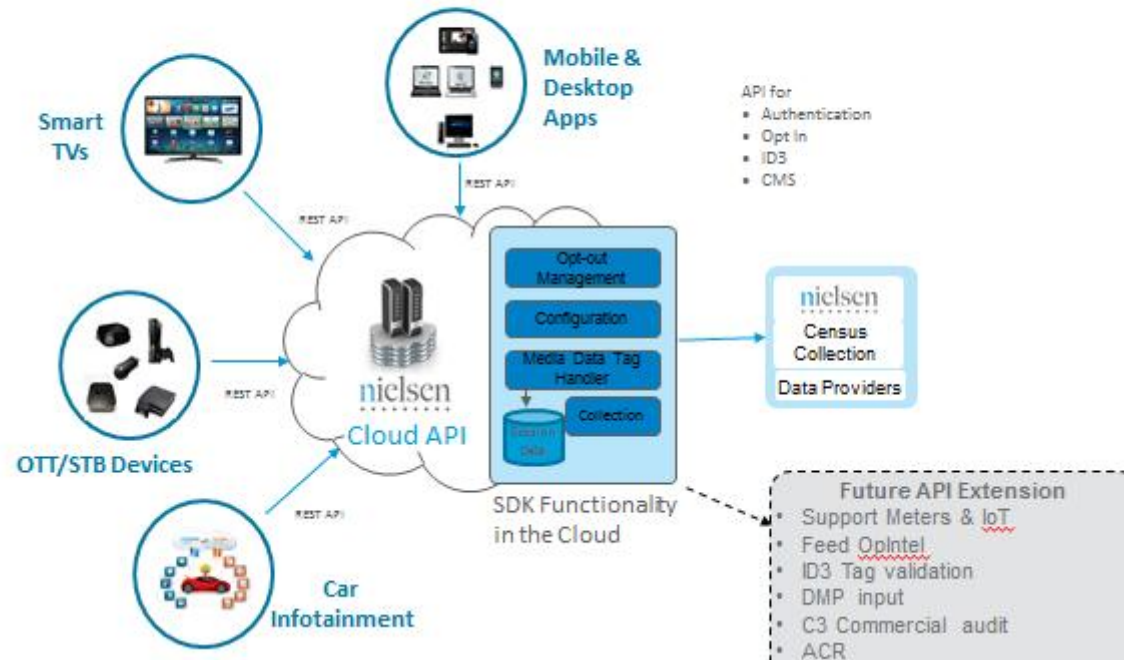 Mobile &
Desktop
Apps
Smart
TVs
API for
▪ Authentication
▪ Opt In
▪ ID3
▪ CMS
REST API
REST API
Opt-out
Management
Configuration
Media Data Tag
Handler
Collection
Data
nielsen
Cloud API
nielsen
Census
Collection
Data Providers
REST API
OTT/STB Devices
SDK Functionality
in the Cloud
REST API
Car
Infotainment
Future API Extension
• Support Meters & IoT
• Feed OpIntel
• ID3 Tag validation
• DMP input
• C3 Commercial audit
• ACR